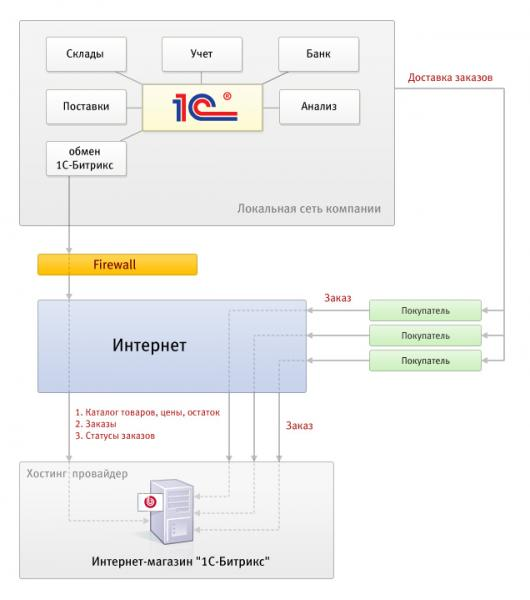 Склады
Учет
Банк
Доставка заказов
Поставки
1С®
Анализ
обмен
1С-Битрикс
Локальная сеть компании
Firewall
Заказ
Интернет
Покупатель
Покупатель
Покупатель
1. Каталог товаров, цены, остаток
2. Заказы
3. Статусы заказов
Заказ
Хостинг провайдер
Интернет-магазин "1С-Битрикс"